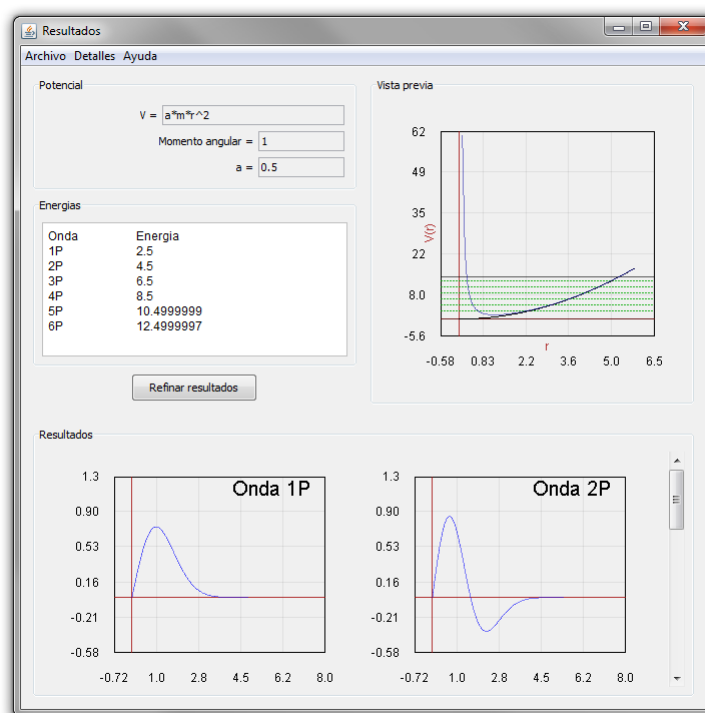 Resultados
Archivo Detalles Ayuda
Potencial
V = a*m*r^2
Momento angular = 1
a = 0.5
Energias
Onda Energia
1P 2.5
2P 4.5
3P 6.5
4P 8.5
5P 10.4999999
6P 12.4999997
Refinar resultados
Vista previa
62
49
35
22
8.0
-5.6
V(r)
-0.58 0.83 2.2 3.6 5.0 6.5
r
Resultados
Onda 1P
1.3
0.90
0.53
0.16
-0.21
-0.58
-0.72 1.0 2.8 4.5 6.2 8.0
Onda 2P
1.3
0.90
0.53
0.16
-0.21
-0.58
-0.72 1.0 2.8 4.5 6.2 8.0